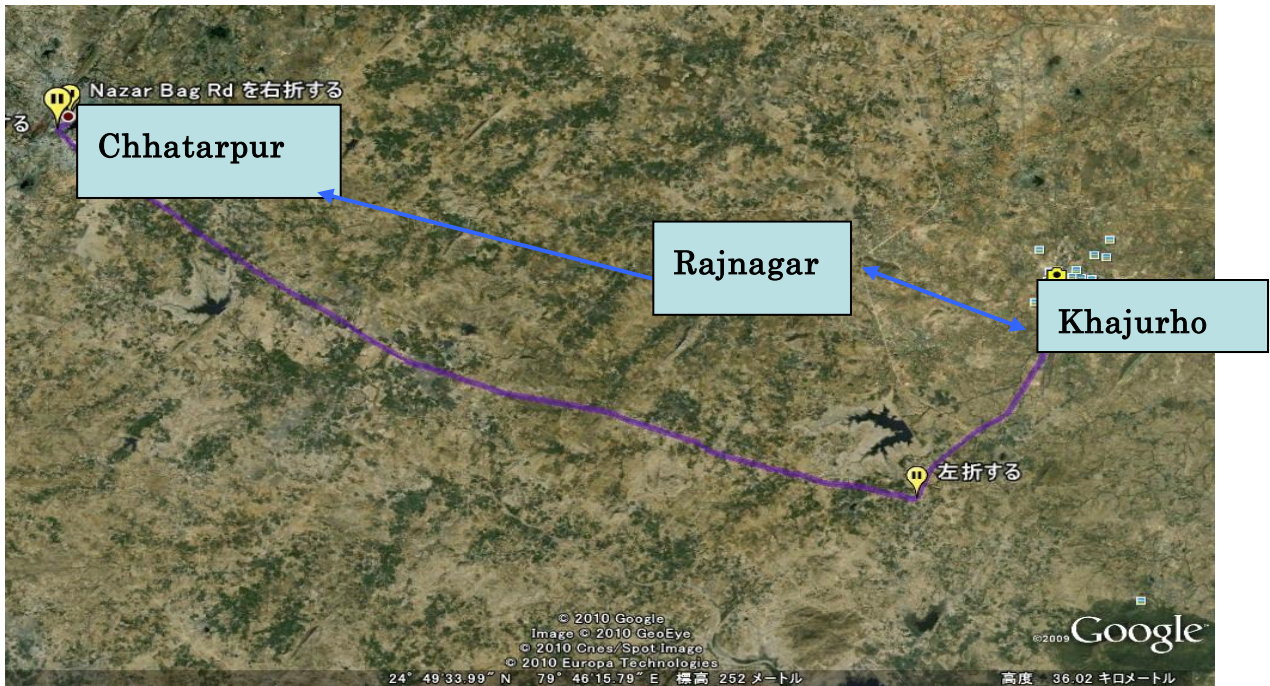 Nazar Bag Rd を右折する
する
Chhatarpur
Rajnagar
Khajurho
左折する
© 2010 Google
Image © 2010 GeoEye
© 2010 Cnes/Spot Image
© 2010 Europa Technologies
©2009 Google™
24° 49'33.99" N 79° 46'15.79" E 標高 252 メートル 高度 36.02 キロメートル